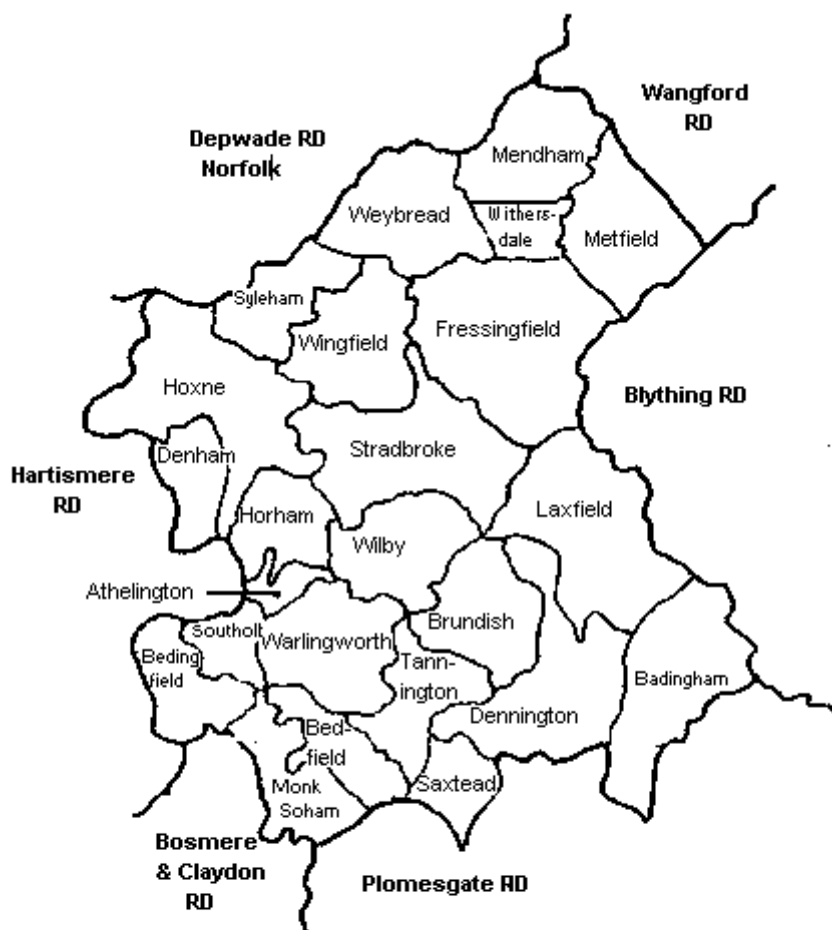 Wangford
RD
Depwade RD
Norfolk
Mendham
Weybread
Withers-
dale
Metfield
Syleham
Wingfield
Fressingfield
Hoxne
Blything RD
Denham
Stradbroke
Hartismere
RD
Horham
Laxfield
Wilby
Athelington
Southolt
Warlingworth
Brundish
Beding-
field
Tann-
ington
Badingham
Dennington
Bed-
field
Saxtead
Monk
Soham
Bosmere
& Claydon
RD
Plomesgate RD